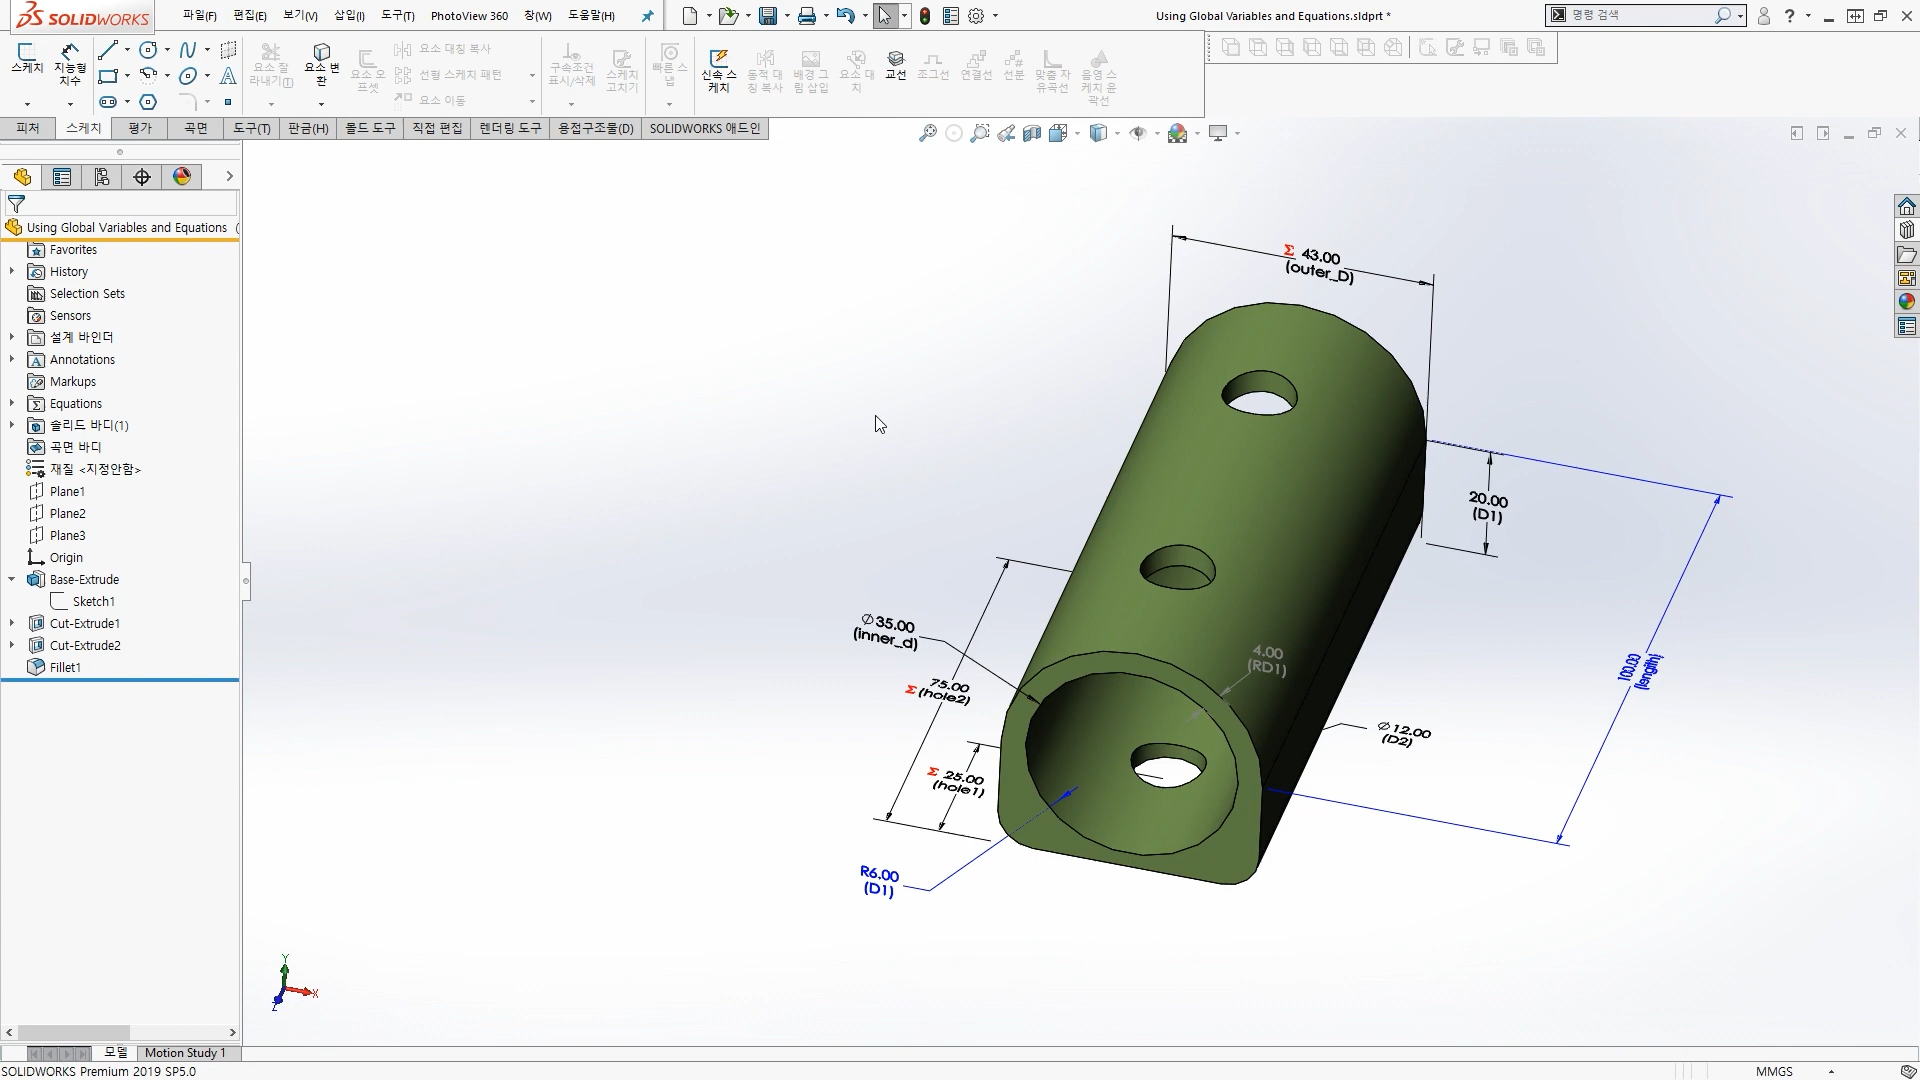 SOLIDWORKS
파일(F) 편집(E) 보기(V) 삽입(I) 도구(T) PhotoView 360 창(W) 도움말(H)
Using Global Variables and Equations.sldprt *
명령 검색
스케치
지능형 치수
요소 잘라내기(T)
요소 변환
요소 오프셋
요소 대칭 복사
선형 스케치 패턴
요소 이동
구속조건 표시/삭제
스케치 고치기
빠른 스냅
신속 스케치
동적 대칭 복사
배경 그림 삽입
요소 대치
교선
조그선
연결선
선분
맞춤 자유곡선
음영 스케치 윤곽선
피처 스케치 평가 곡면 도구(T) 판금(H) 몰드 도구 직접 편집 렌더링 도구 용접구조물(D) SOLIDWORKS 애드인
Using Global Variables and Equations (
Favorites
History
Selection Sets
Sensors
설계 바인더
Annotations
Markups
Equations
솔리드 바디(1)
곡면 바디
재질 <지정안함>
Plane1
Plane2
Plane3
Origin
Base-Extrude
Sketch1
Cut-Extrude1
Cut-Extrude2
Fillet1
Σ 43.00
(outer_D)
20.00
(D1)
∅35.00
(inner_d)
4.00
(RD1)
75.00
Σ(hole2)
∅12.00
(D2)
Σ 25.00
(hole1)
100.00
(length)
R6.00
(D1)
Y
X
Z
모델 Motion Study 1
SOLIDWORKS Premium 2019 SP5.0
MMGS